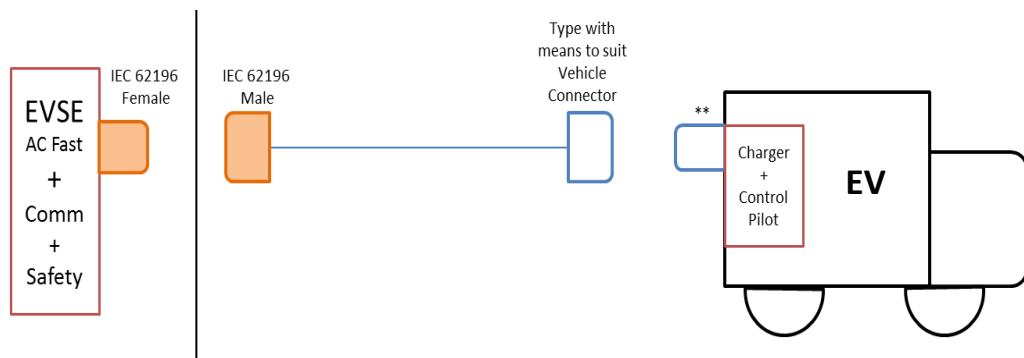 EVSE
AC Fast
+
Comm
+
Safety
IEC 62196
Female
IEC 62196
Male
Type with
means to suit
Vehicle
Connector
**
Charger
+
Control
Pilot
EV